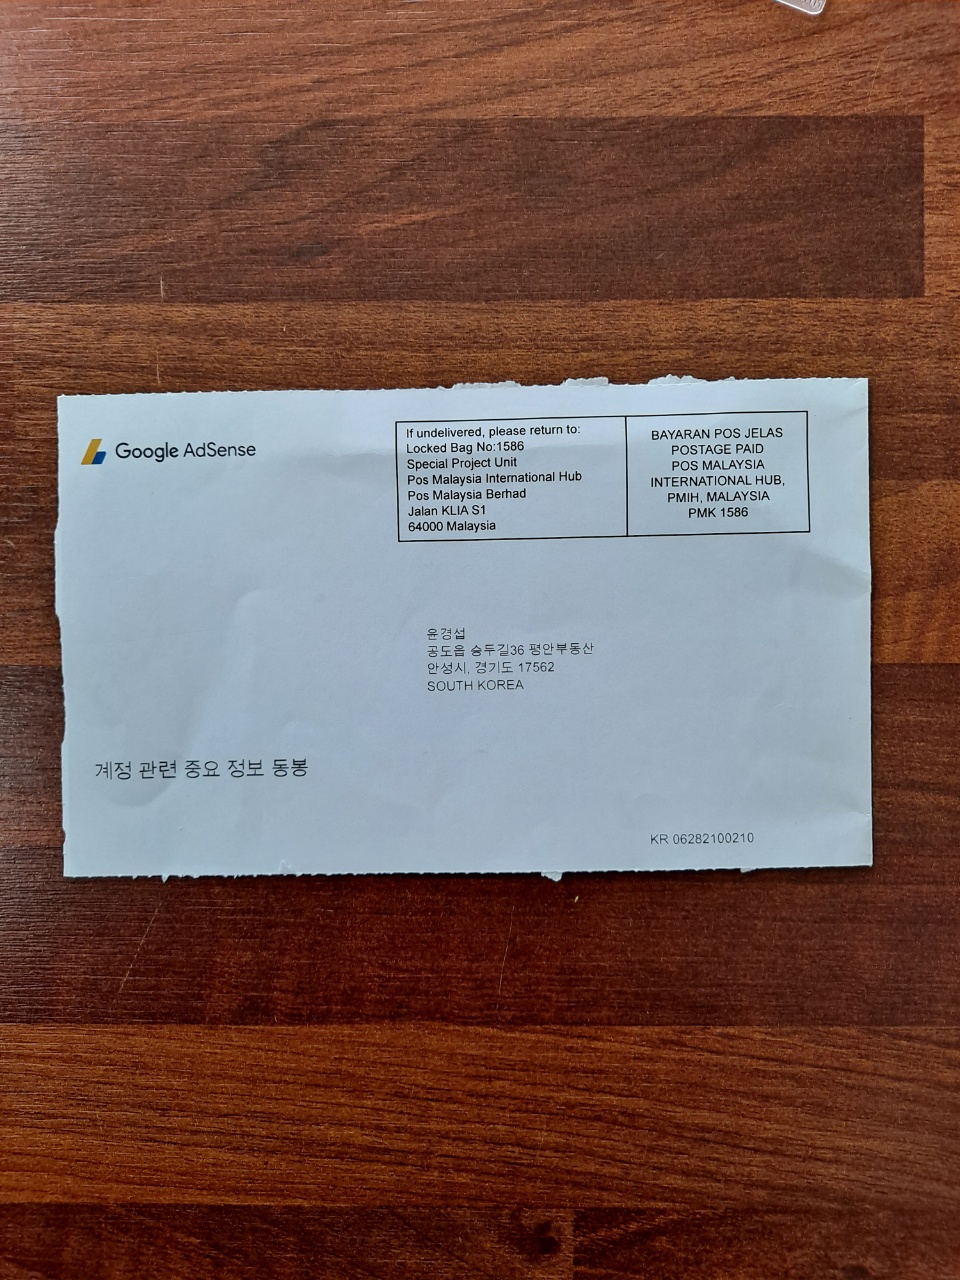 Google AdSense
If undelivered, please return to:
Locked Bag No:1586
Special Project Unit
Pos Malaysia International Hub
Pos Malaysia Berhad
Jalan KLIA S1
64000 Malaysia
BAYARAN POS JELAS
POSTAGE PAID
POS MALAYSIA
INTERNATIONAL HUB,
PMIH, MALAYSIA
PMK 1586
윤경섭
공도읍 승두길36 평안부동산
안성시, 경기도 17562
SOUTH KOREA
계정 관련 중요 정보 동봉
KR 06282100210